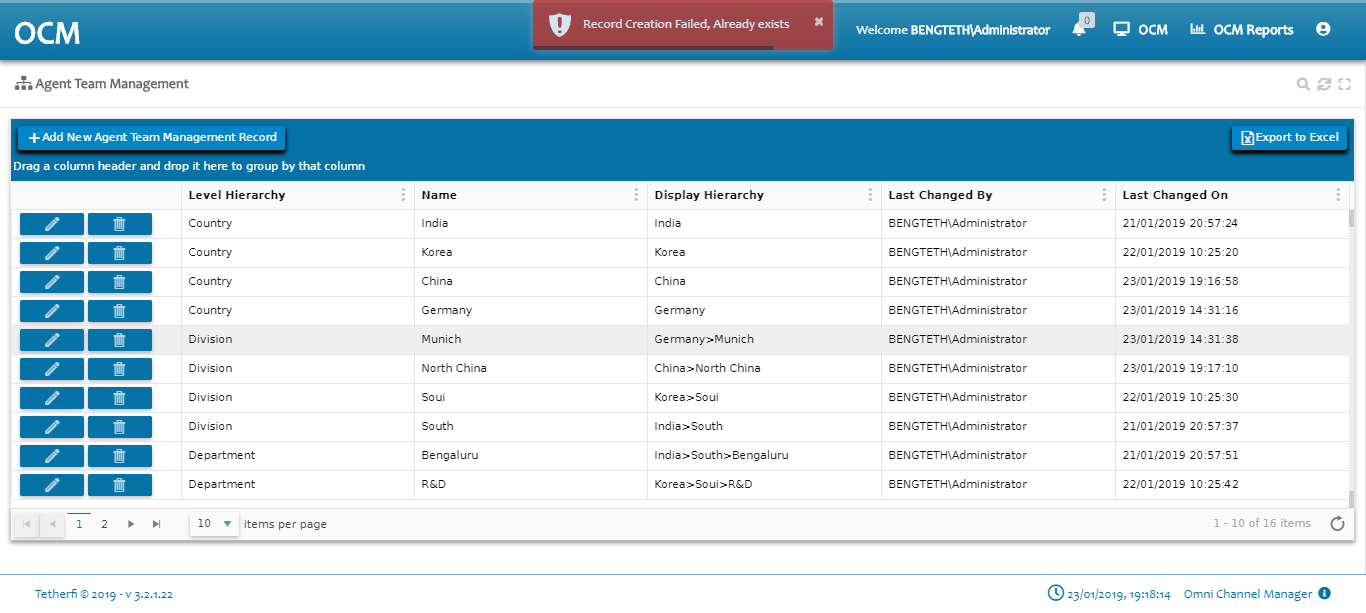 OCM
Record Creation Failed, Already exists
Welcome BENGTETH\Administrator
0
OCM
OCM Reports
Agent Team Management
Add New Agent Team Management Record
Export to Excel
Drag a column header and drop it here to group by that column
Level Hierarchy Name Display Hierarchy Last Changed By Last Changed On
Country India India BENGTETH\Administrator 21/01/2019 20:57:24
Country Korea Korea BENGTETH\Administrator 22/01/2019 10:25:20
Country China China BENGTETH\Administrator 23/01/2019 19:16:58
Country Germany Germany BENGTETH\Administrator 23/01/2019 14:31:16
Division Munich Germany>Munich BENGTETH\Administrator 23/01/2019 14:31:38
Division North China China>North China BENGTETH\Administrator 23/01/2019 19:17:10
Division Soui Korea>Soui BENGTETH\Administrator 22/01/2019 10:25:30
Division South India>South BENGTETH\Administrator 21/01/2019 20:57:37
Department Bengaluru India>South>Bengaluru BENGTETH\Administrator 21/01/2019 20:57:51
Department R&D Korea>Soui>R&D BENGTETH\Administrator 22/01/2019 10:25:42
1 2 10 items per page 1 - 10 of 16 items
Tetherfi © 2019 - v 3.2.1.22 23/01/2019, 19:18:14 Omni Channel Manager